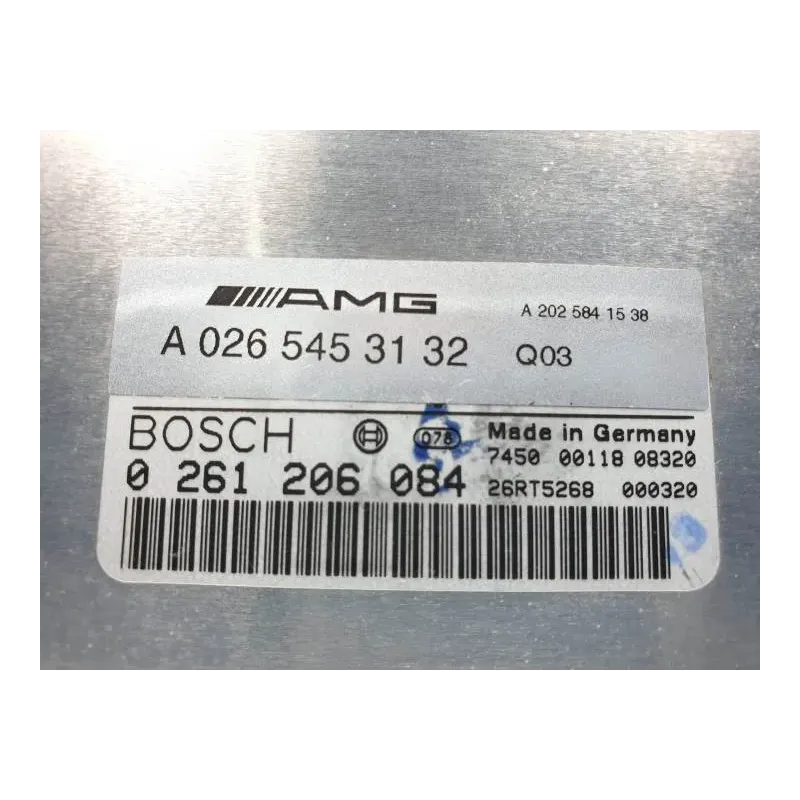 AMG A 202 584 15 38
A 026 545 31 32 Q03
BOSCH 078 Made in Germany
7450 00118 08320
0 261 206 084 26RT5268 000320